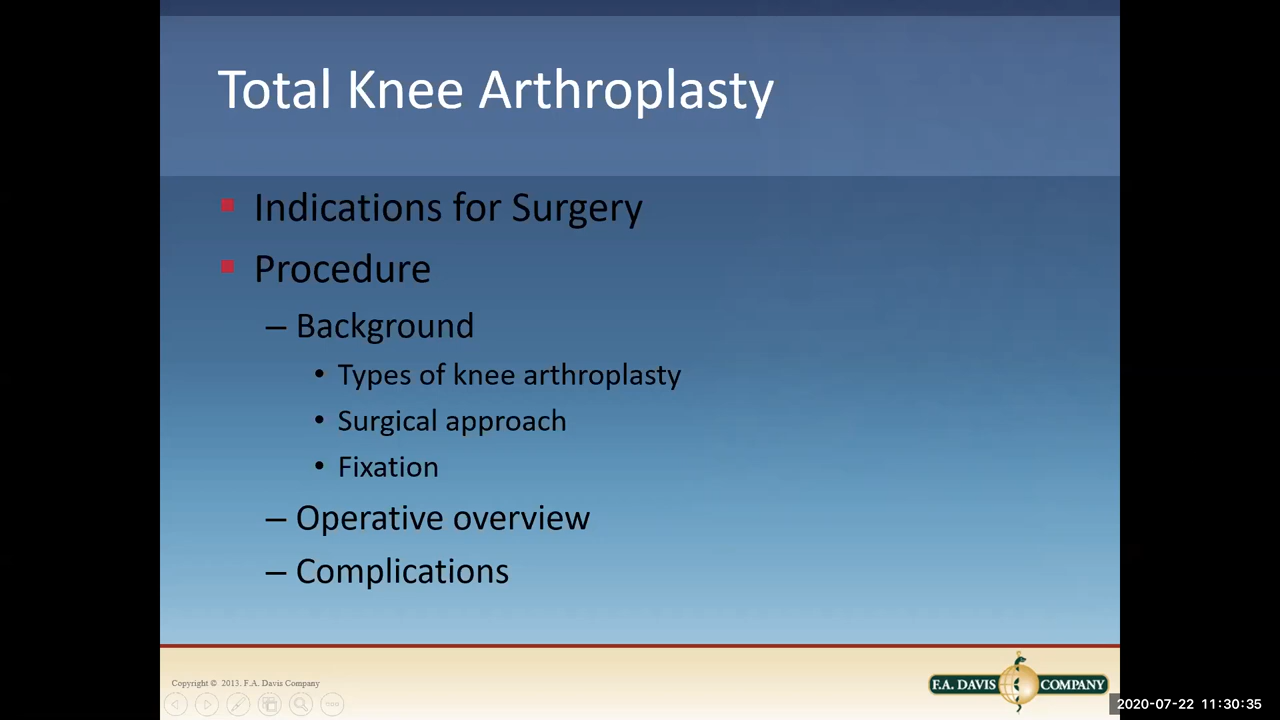 Total Knee Arthroplasty
▪ Indications for Surgery
▪ Procedure
– Background
• Types of knee arthroplasty
• Surgical approach
• Fixation
– Operative overview
– Complications
Copyright © 2013. F.A. Davis Company
F.A. DAVIS COMPANY
2020-07-22 11:30:35